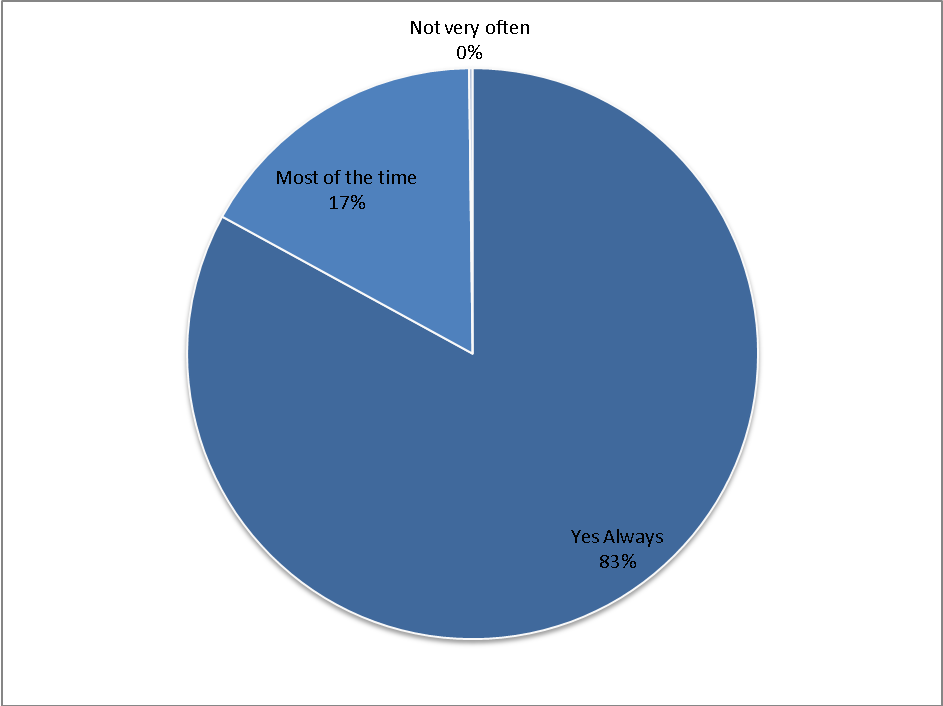 Not very often
0%
Most of the time
17%
Yes Always
83%